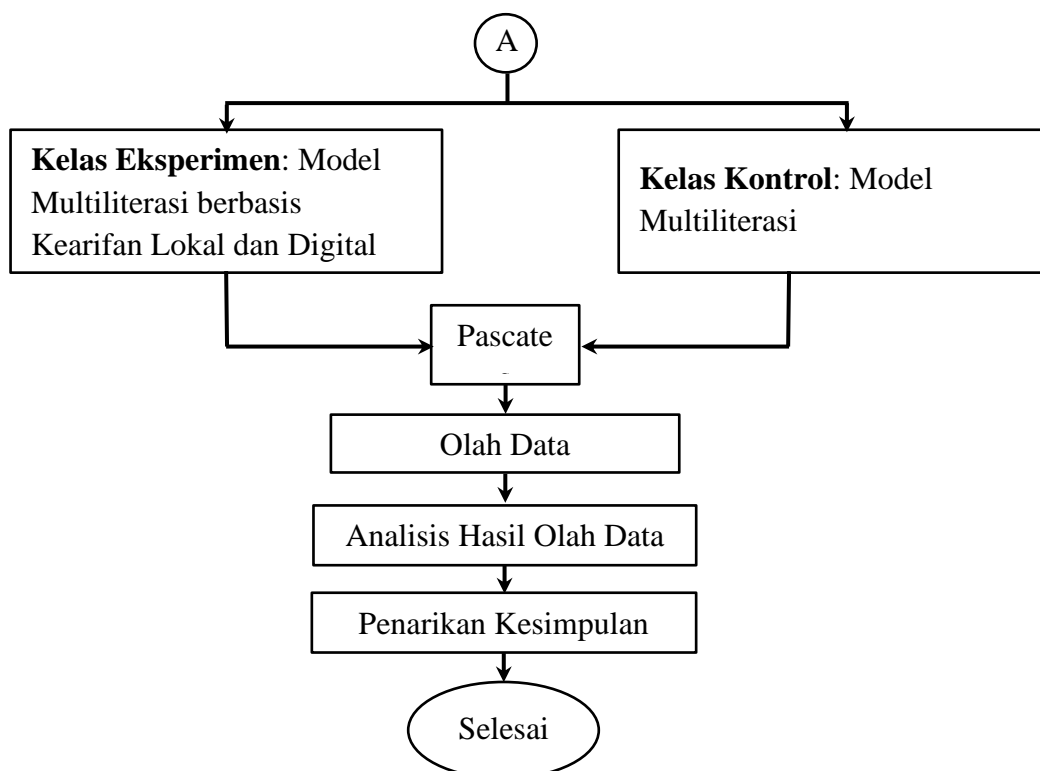 A
Kelas Eksperimen: Model
Multiliterasi berbasis
Kearifan Lokal dan Digital
Kelas Kontrol: Model
Multiliterasi
Pascate
Olah Data
Analisis Hasil Olah Data
Penarikan Kesimpulan
Selesai